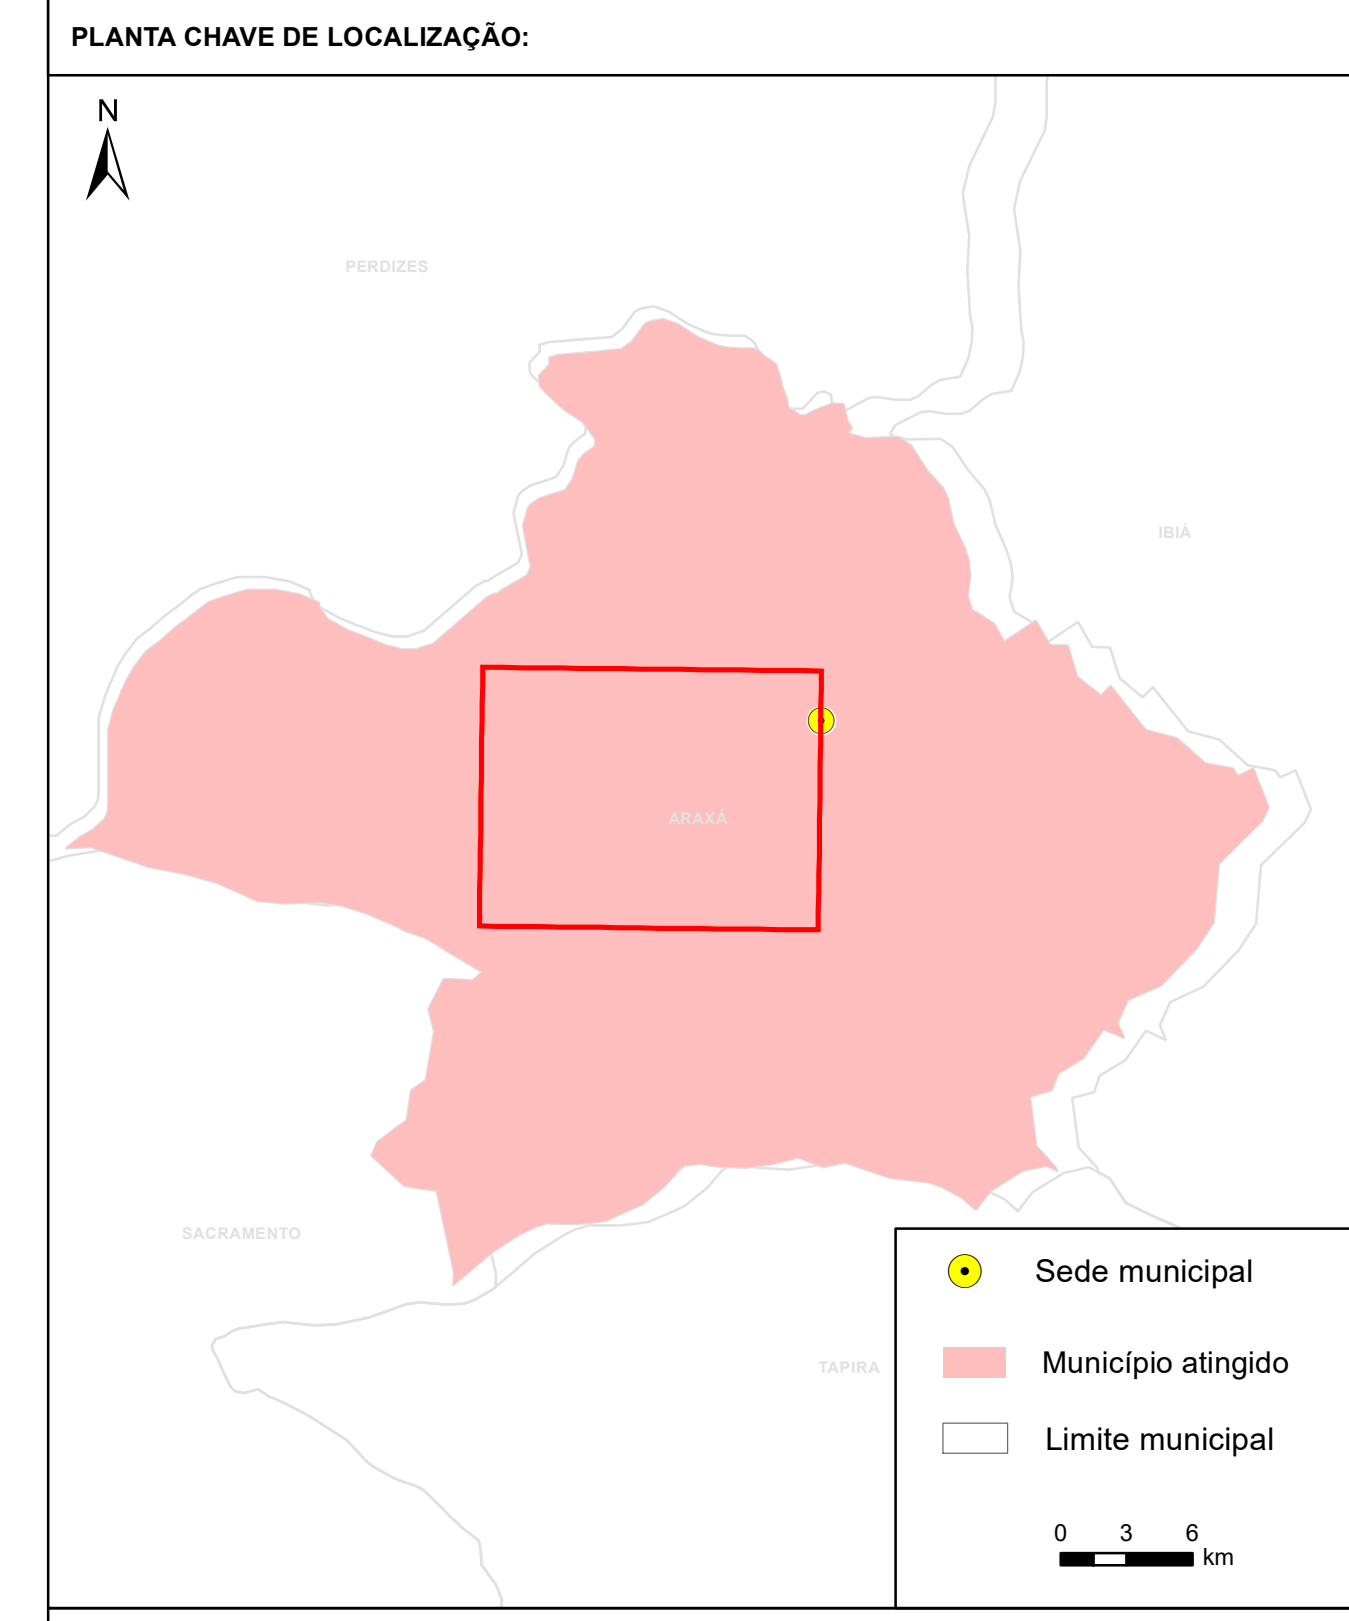 PLANTA CHAVE DE LOCALIZAÇÃO:
N
PERDIZES
IBIÁ
ARAXÁ
SACRAMENTO
TAPIRA
Sede municipal
Município atingido
Limite municipal
0 3 6
km